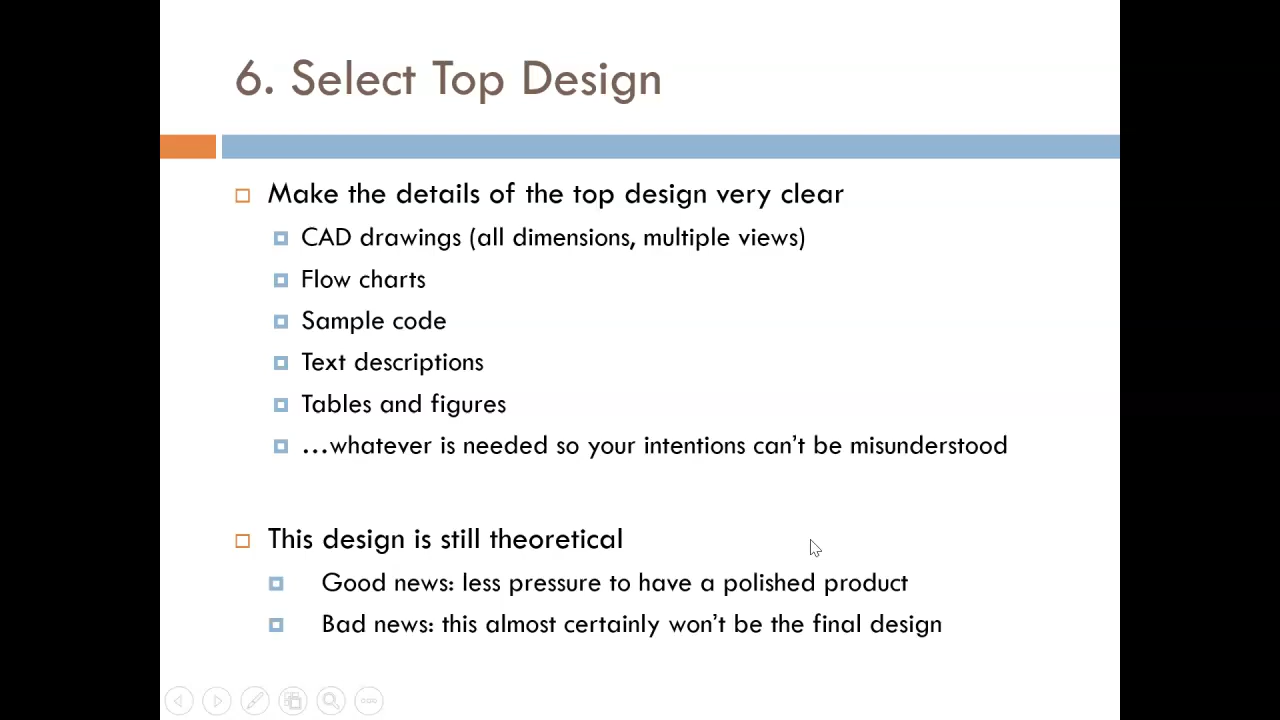 6. Select Top Design
Make the details of the top design very clear
CAD drawings (all dimensions, multiple views)
Flow charts
Sample code
Text descriptions
Tables and figures
…whatever is needed so your intentions can't be misunderstood
This design is still theoretical
Good news: less pressure to have a polished product
Bad news: this almost certainly won't be the final design